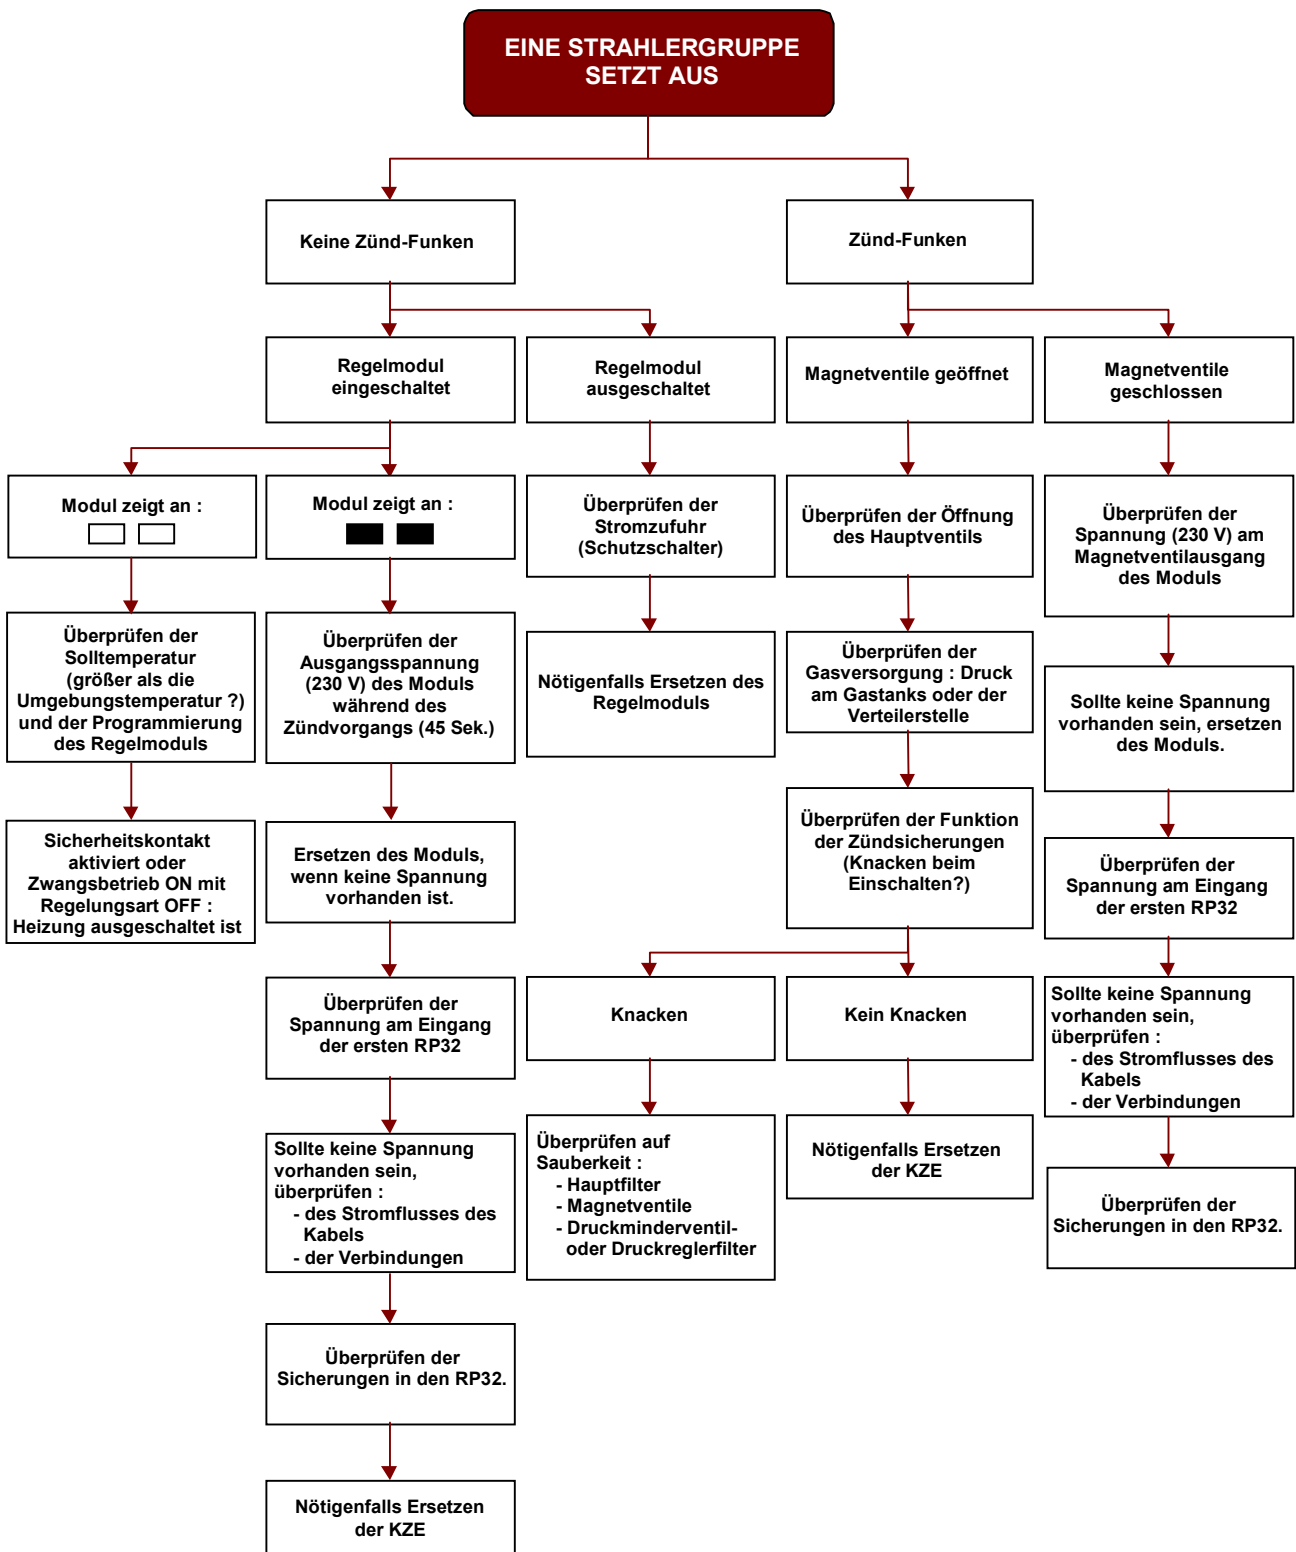 EINE STRAHLERGRUPPE
SETZT AUS
Keine Zünd-Funken
Zünd-Funken
Regelmodul
eingeschaltet
Regelmodul
ausgeschaltet
Magnetventile geöffnet
Magnetventile
geschlossen
Modul zeigt an :
Modul zeigt an :
Überprüfen der
Stromzufuhr
(Schutzschalter)
Überprüfen der Öffnung
des Hauptventils
Überprüfen der
Spannung (230 V) am
Magnetventilausgang
des Moduls
Überprüfen der
Solltemperatur
(größer als die
Umgebungstemperatur ?)
und der Programmierung
des Regelmoduls
Überprüfen der
Ausgangsspannung
(230 V) des Moduls
während des
Zündvorgangs (45 Sek.)
Nötigenfalls Ersetzen des
Regelmoduls
Überprüfen der
Gasversorgung : Druck
am Gastanks oder der
Verteilerstelle
Sollte keine Spannung
vorhanden sein, ersetzen
des Moduls.
Sicherheitskontakt
aktiviert oder
Zwangsbetrieb ON mit
Regelungsart OFF :
Heizung ausgeschaltet ist
Ersetzen des Moduls,
wenn keine Spannung
vorhanden ist.
Überprüfen der Funktion
der Zündsicherungen
(Knacken beim
Einschalten?)
Überprüfen der
Spannung am Eingang
der ersten RP32
Überprüfen der
Spannung am Eingang
der ersten RP32
Knacken
Kein Knacken
Sollte keine Spannung
vorhanden sein,
überprüfen :
- des Stromflusses des
Kabels
- der Verbindungen
Sollte keine Spannung
vorhanden sein,
überprüfen :
- des Stromflusses des
Kabels
- der Verbindungen
Überprüfen auf
Sauberkeit :
- Hauptfilter
- Magnetventile
- Druckminderventil-
oder Druckreglerfilter
Nötigenfalls Ersetzen
der KZE
Überprüfen der
Sicherungen in den RP32.
Überprüfen der
Sicherungen in den RP32.
Nötigenfalls Ersetzen
der KZE